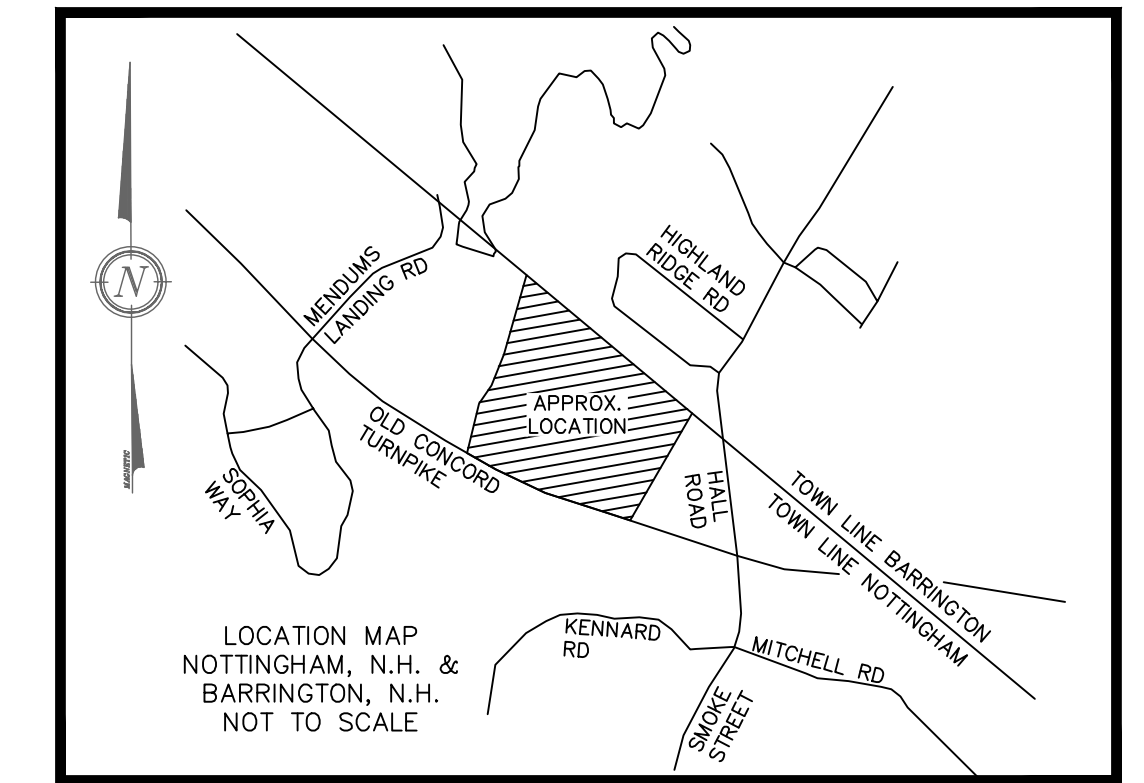 HIGHLAND
RIDGE RD
MENDUMS
LANDING RD
N
MAGNETIC
APPROX.
LOCATION
OLD CONCORD
TURNPIKE
SOPHIA
WAY
HALL
ROAD
TOWN LINE BARRINGTON
TOWN LINE NOTTINGHAM
KENNARD
RD
MITCHELL RD
SMOKE
STREET
LOCATION MAP
NOTTINGHAM, N.H. &
BARRINGTON, N.H.
NOT TO SCALE